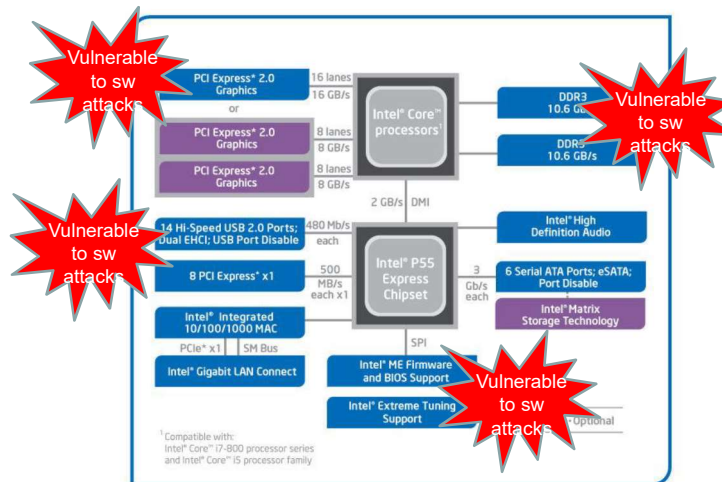 Vulnerable
to sw
attacks
PCI Express* 2.0
Graphics
16 lanes
16 GB/s
or
PCI Express* 2.0
Graphics
8 lanes
8 GB/s
PCI Express* 2.0
Graphics
8 lanes
8 GB/s
Intel® Core™
processors¹
DDR3
10.6 GB
DDR3
10.6 GB/s
Vulnerable
to sw
attacks
2 GB/s DMI
Vulnerable
to sw
attacks
14 Hi-Speed USB 2.0 Ports;
Dual EHCI; USB Port Disable
480 Mb/s
each
Intel® High
Definition Audio
8 PCI Express* x1
500
MB/s
each x1
Intel® P55
Express
Chipset
3
Gb/s
each
6 Serial ATA Ports; eSATA;
Port Disable
Intel® Matrix
Storage Technology
Intel® Integrated
10/100/1000 MAC
PCIe* x1 SM Bus
Intel® Gigabit LAN Connect
SPI
Intel® ME Firmware
and BIOS Support
Intel® Extreme Tuning
Support
Vulnerable
to sw
attacks
Optional
¹ Compatible with:
Intel® Core™ i7-800 processor series
and Intel® Core™ i5 processor family